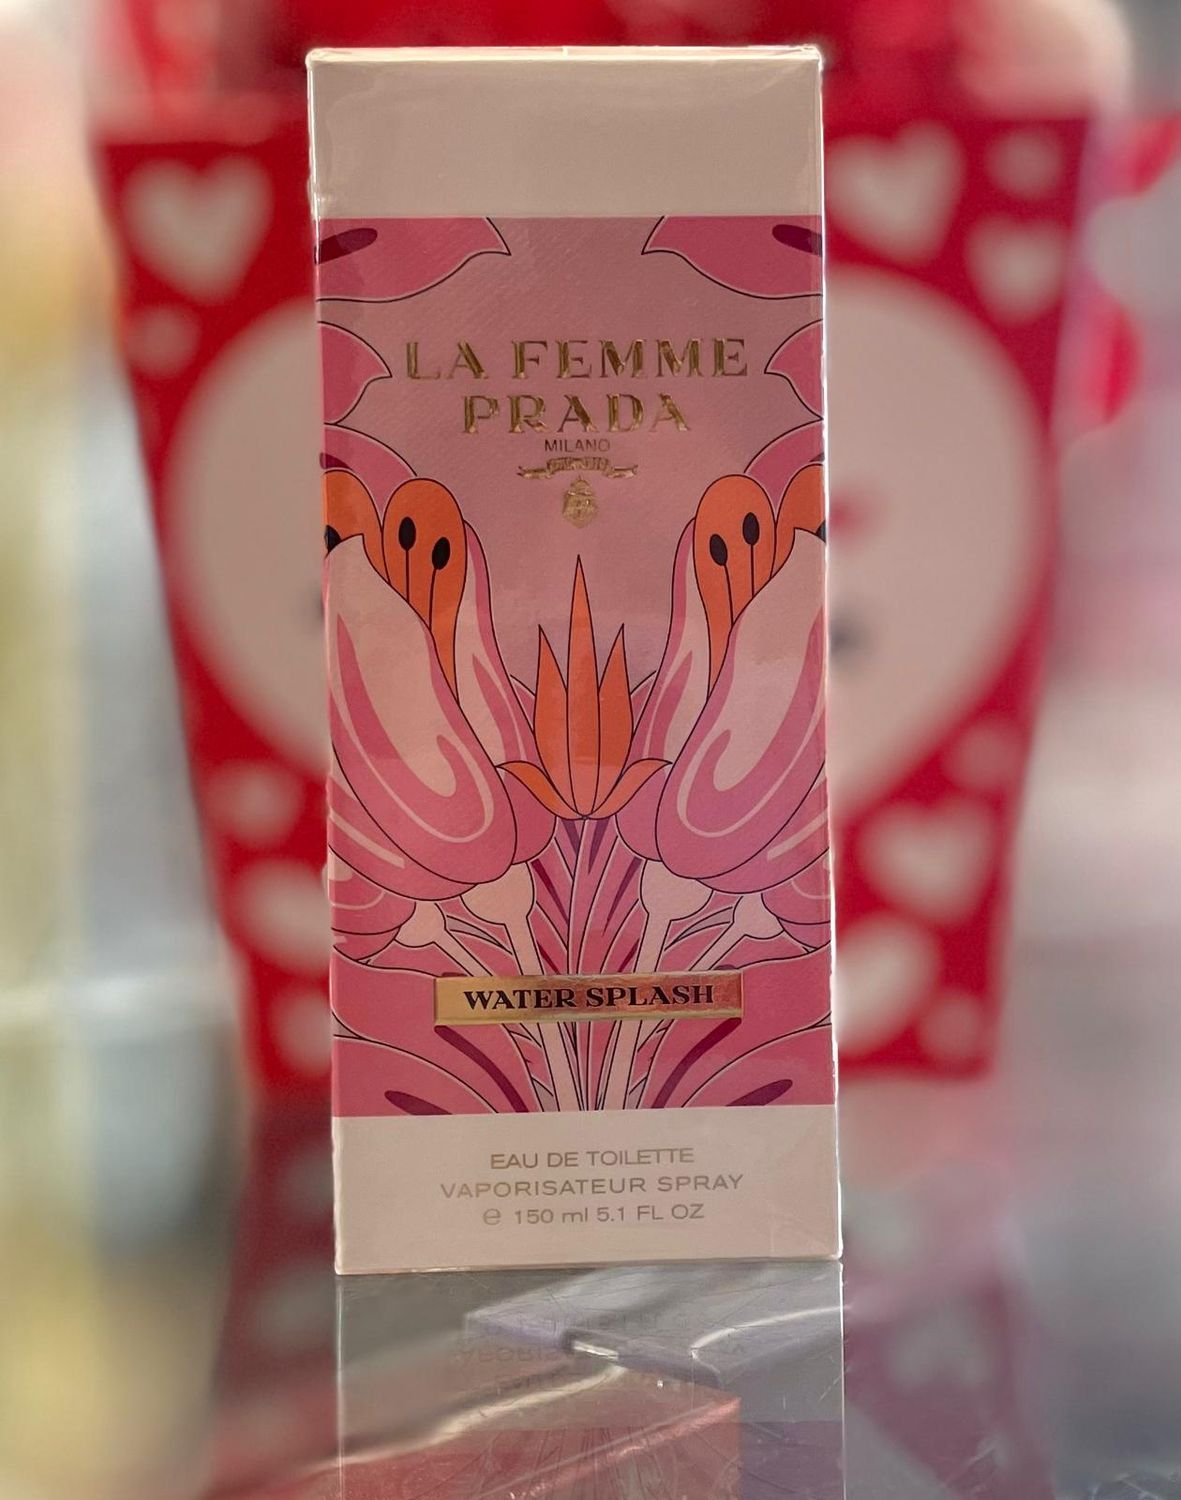 LA FEMME
PRADA
MILANO
WATER SPLASH
EAU DE TOILETTE
VAPORISATEUR SPRAY
℮ 150 ml 5.1 FL OZ